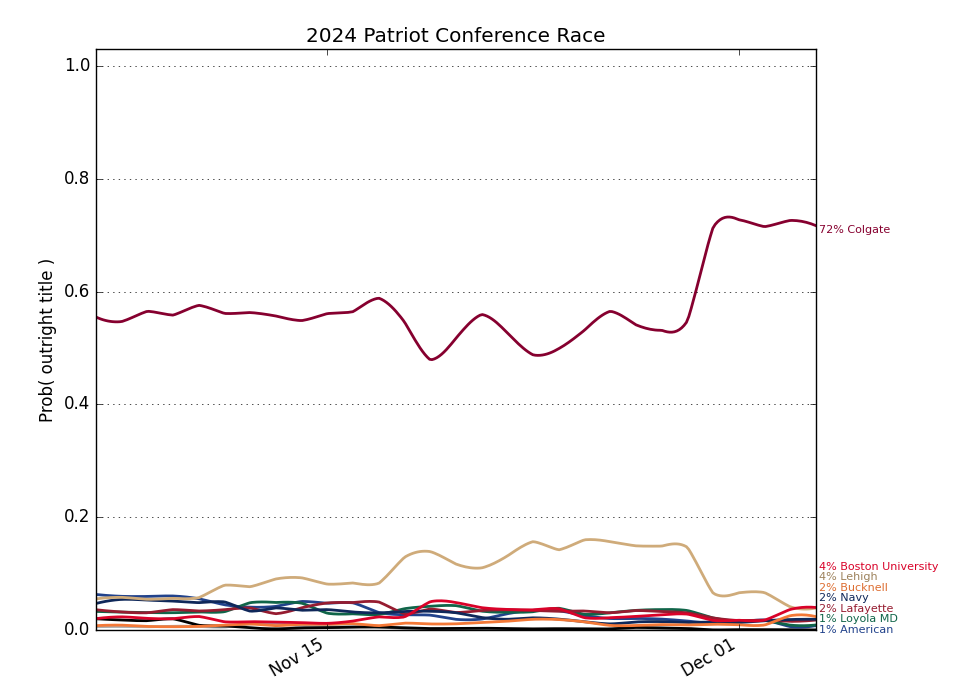 2024 Patriot Conference Race
Prob( outright title )
1.0
0.8
0.6
0.4
0.2
0.0
Nov 15
Dec 01
72% Colgate
4% Boston University
4% Lehigh
2% Bucknell
2% Navy
2% Lafayette
1% Loyola MD
1% American